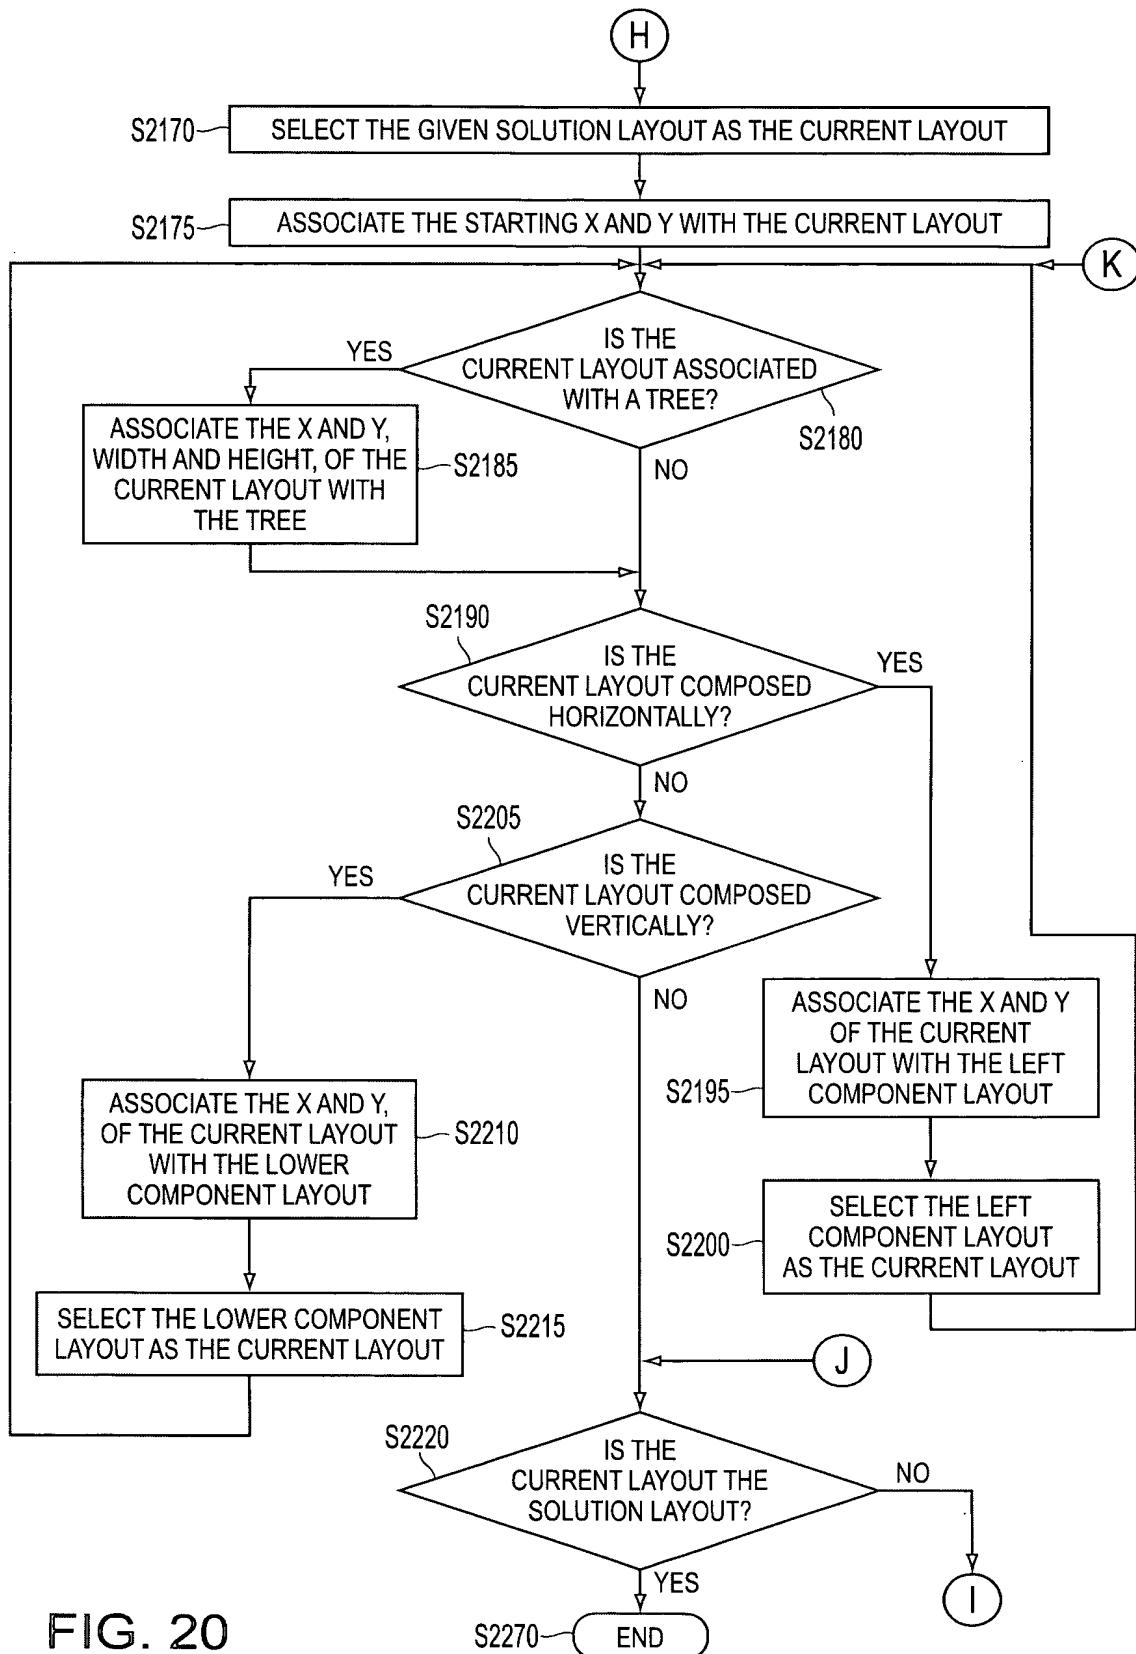 H
S2170
SELECT THE GIVEN SOLUTION LAYOUT AS THE CURRENT LAYOUT
S2175
ASSOCIATE THE STARTING X AND Y WITH THE CURRENT LAYOUT
K
YES
IS THE
CURRENT LAYOUT ASSOCIATED
WITH A TREE?
S2180
ASSOCIATE THE X AND Y,
WIDTH AND HEIGHT, OF THE
CURRENT LAYOUT WITH
THE TREE
S2185
NO
S2190
IS THE
CURRENT LAYOUT COMPOSED
HORIZONTALLY?
YES
NO
S2205
YES
IS THE
CURRENT LAYOUT COMPOSED
VERTICALLY?
NO
ASSOCIATE THE X AND Y
OF THE CURRENT
LAYOUT WITH THE LEFT
COMPONENT LAYOUT
S2195
ASSOCIATE THE X AND Y,
OF THE CURRENT LAYOUT
WITH THE LOWER
COMPONENT LAYOUT
S2210
SELECT THE LEFT
COMPONENT LAYOUT
AS THE CURRENT LAYOUT
S2200
SELECT THE LOWER COMPONENT
LAYOUT AS THE CURRENT LAYOUT
S2215
J
S2220
IS THE
CURRENT LAYOUT THE
SOLUTION LAYOUT?
NO
YES
I
S2270
END
FIG. 20